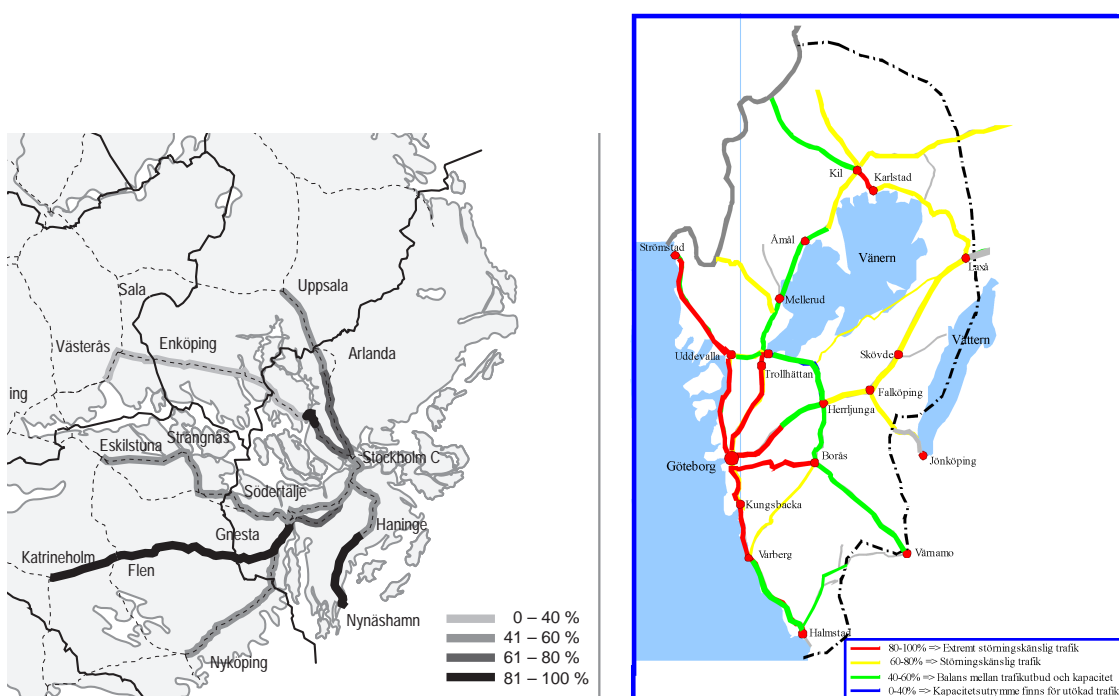 Uppsala
Sala
Arlanda
Enköping
Västerås
ing
Strängnäs
Eskilstuna
Stockholm C
Södertälje
Haninge
Gnesta
Katrineholm
Flen
Nynäshamn
Nyköping
0 – 40 %
41 – 60 %
61 – 80 %
81 – 100 %
Kil
Karlstad
Åmål
Strömstad
Vänern
Laxå
Mellerud
Vättern
Uddevalla
Skövde
Trollhättan
Falköping
Herrljunga
Göteborg
Borås
Jönköping
Kungsbacka
Varberg
Värnamo
Halmstad
80-100% => Extremt störningskänslig trafik
60-80% => Störningskänslig trafik
40-60% => Balans mellan trafikutbud och kapacitet
0-40% => Kapacitetsutrymme finns för utökad trafik